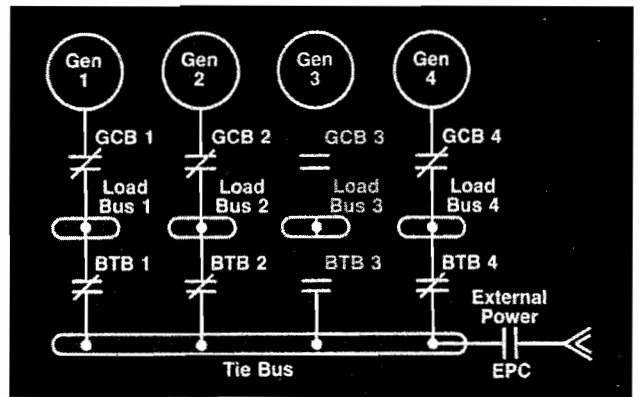 Gen 1
Gen 2
Gen 3
Gen 4
GCB 1
GCB 2
GCB 3
GCB 4
Load Bus 1
Load Bus 2
Load Bus 3
Load Bus 4
BTB 1
BTB 2
BTB 3
BTB 4
External Power
Tie Bus
EPC